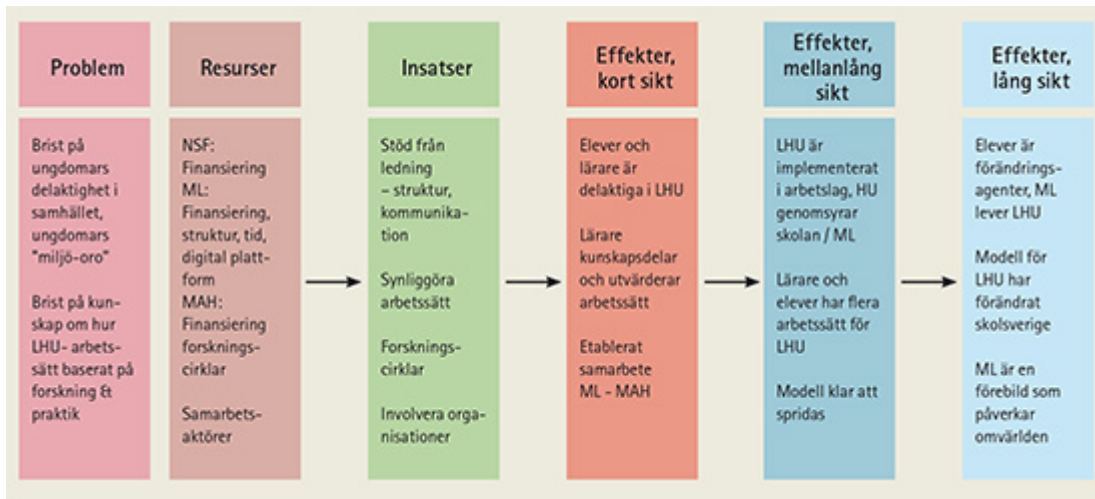 Problem
Brist på
ungdomars
delaktighet i
samhället,
ungdomars
"miljö-oro"
Brist på kun-
skap om hur
LHU- arbets-
sätt baserat på
forskning &
praktik
Resurser
NSF:
Finansiering
ML:
Finansiering,
struktur, tid,
digital platt-
form
MAH:
Finansiering
forsknings-
cirklar
Samarbets-
aktörer
Insatser
Stöd från
ledning
– struktur,
kommunika-
tion
Synliggöra
arbetssätt
Forsknings-
cirklar
Involvera orga-
nisationer
Effekter,
kort sikt
Elever och
lärare är
delaktiga i LHU
Lärare
kunskapsdelar
och utvärderar
arbetssätt
Etablerat
samarbete
ML - MAH
Effekter,
mellanlång
sikt
LHU är
implementerat
i arbetslag, HU
genomsyrar
skolan / ML
Lärare och
elever har flera
arbetssätt för
LHU
Modell klar att
spridas
Effekter,
lång sikt
Elever är
förändrings-
agenter, ML
lever LHU
Modell för
LHU har
förändrat
skolsverige
ML är en
förebild som
påverkar
omvärlden